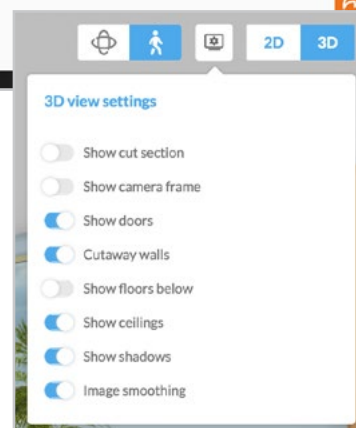 2D 3D
3D view settings
Show cut section
Show camera frame
Show doors
Cutaway walls
Show floors below
Show ceilings
Show shadows
Image smoothing